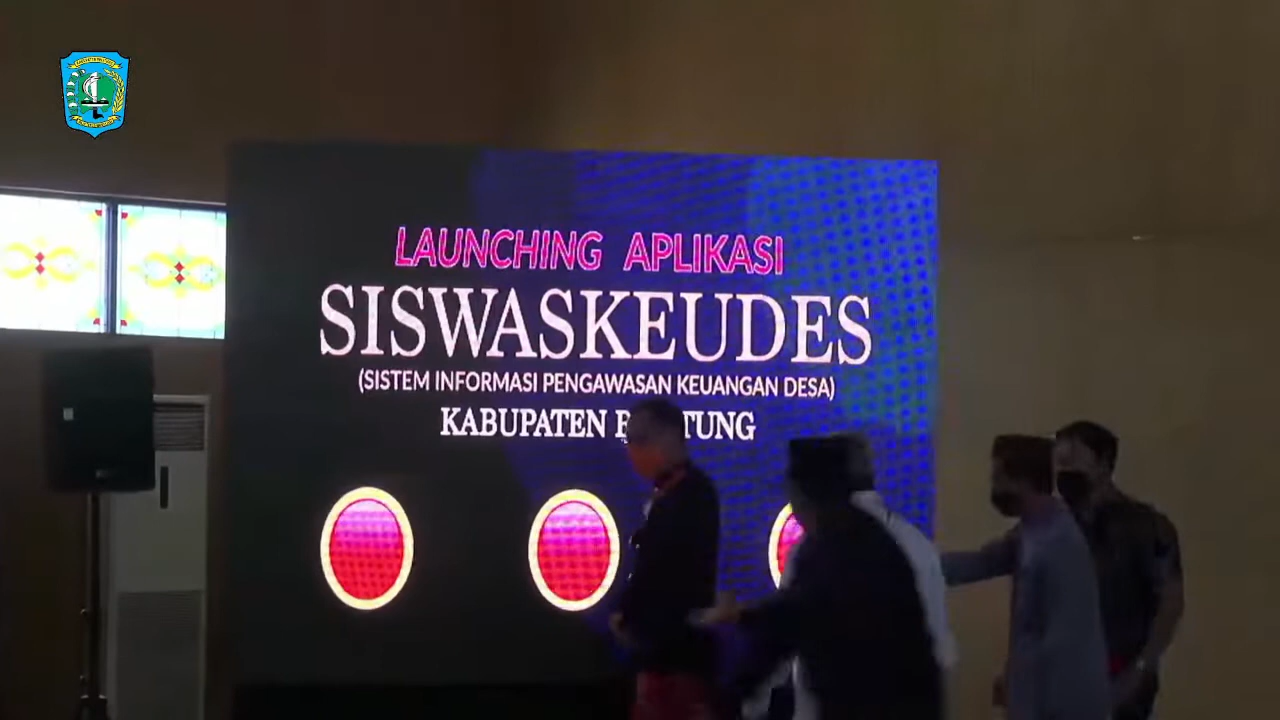 LAUNCHING APLIKASI
SISWASKEUDES
(SISTEM INFORMASI PENGAWASAN KEUANGAN DESA)
KABUPATEN